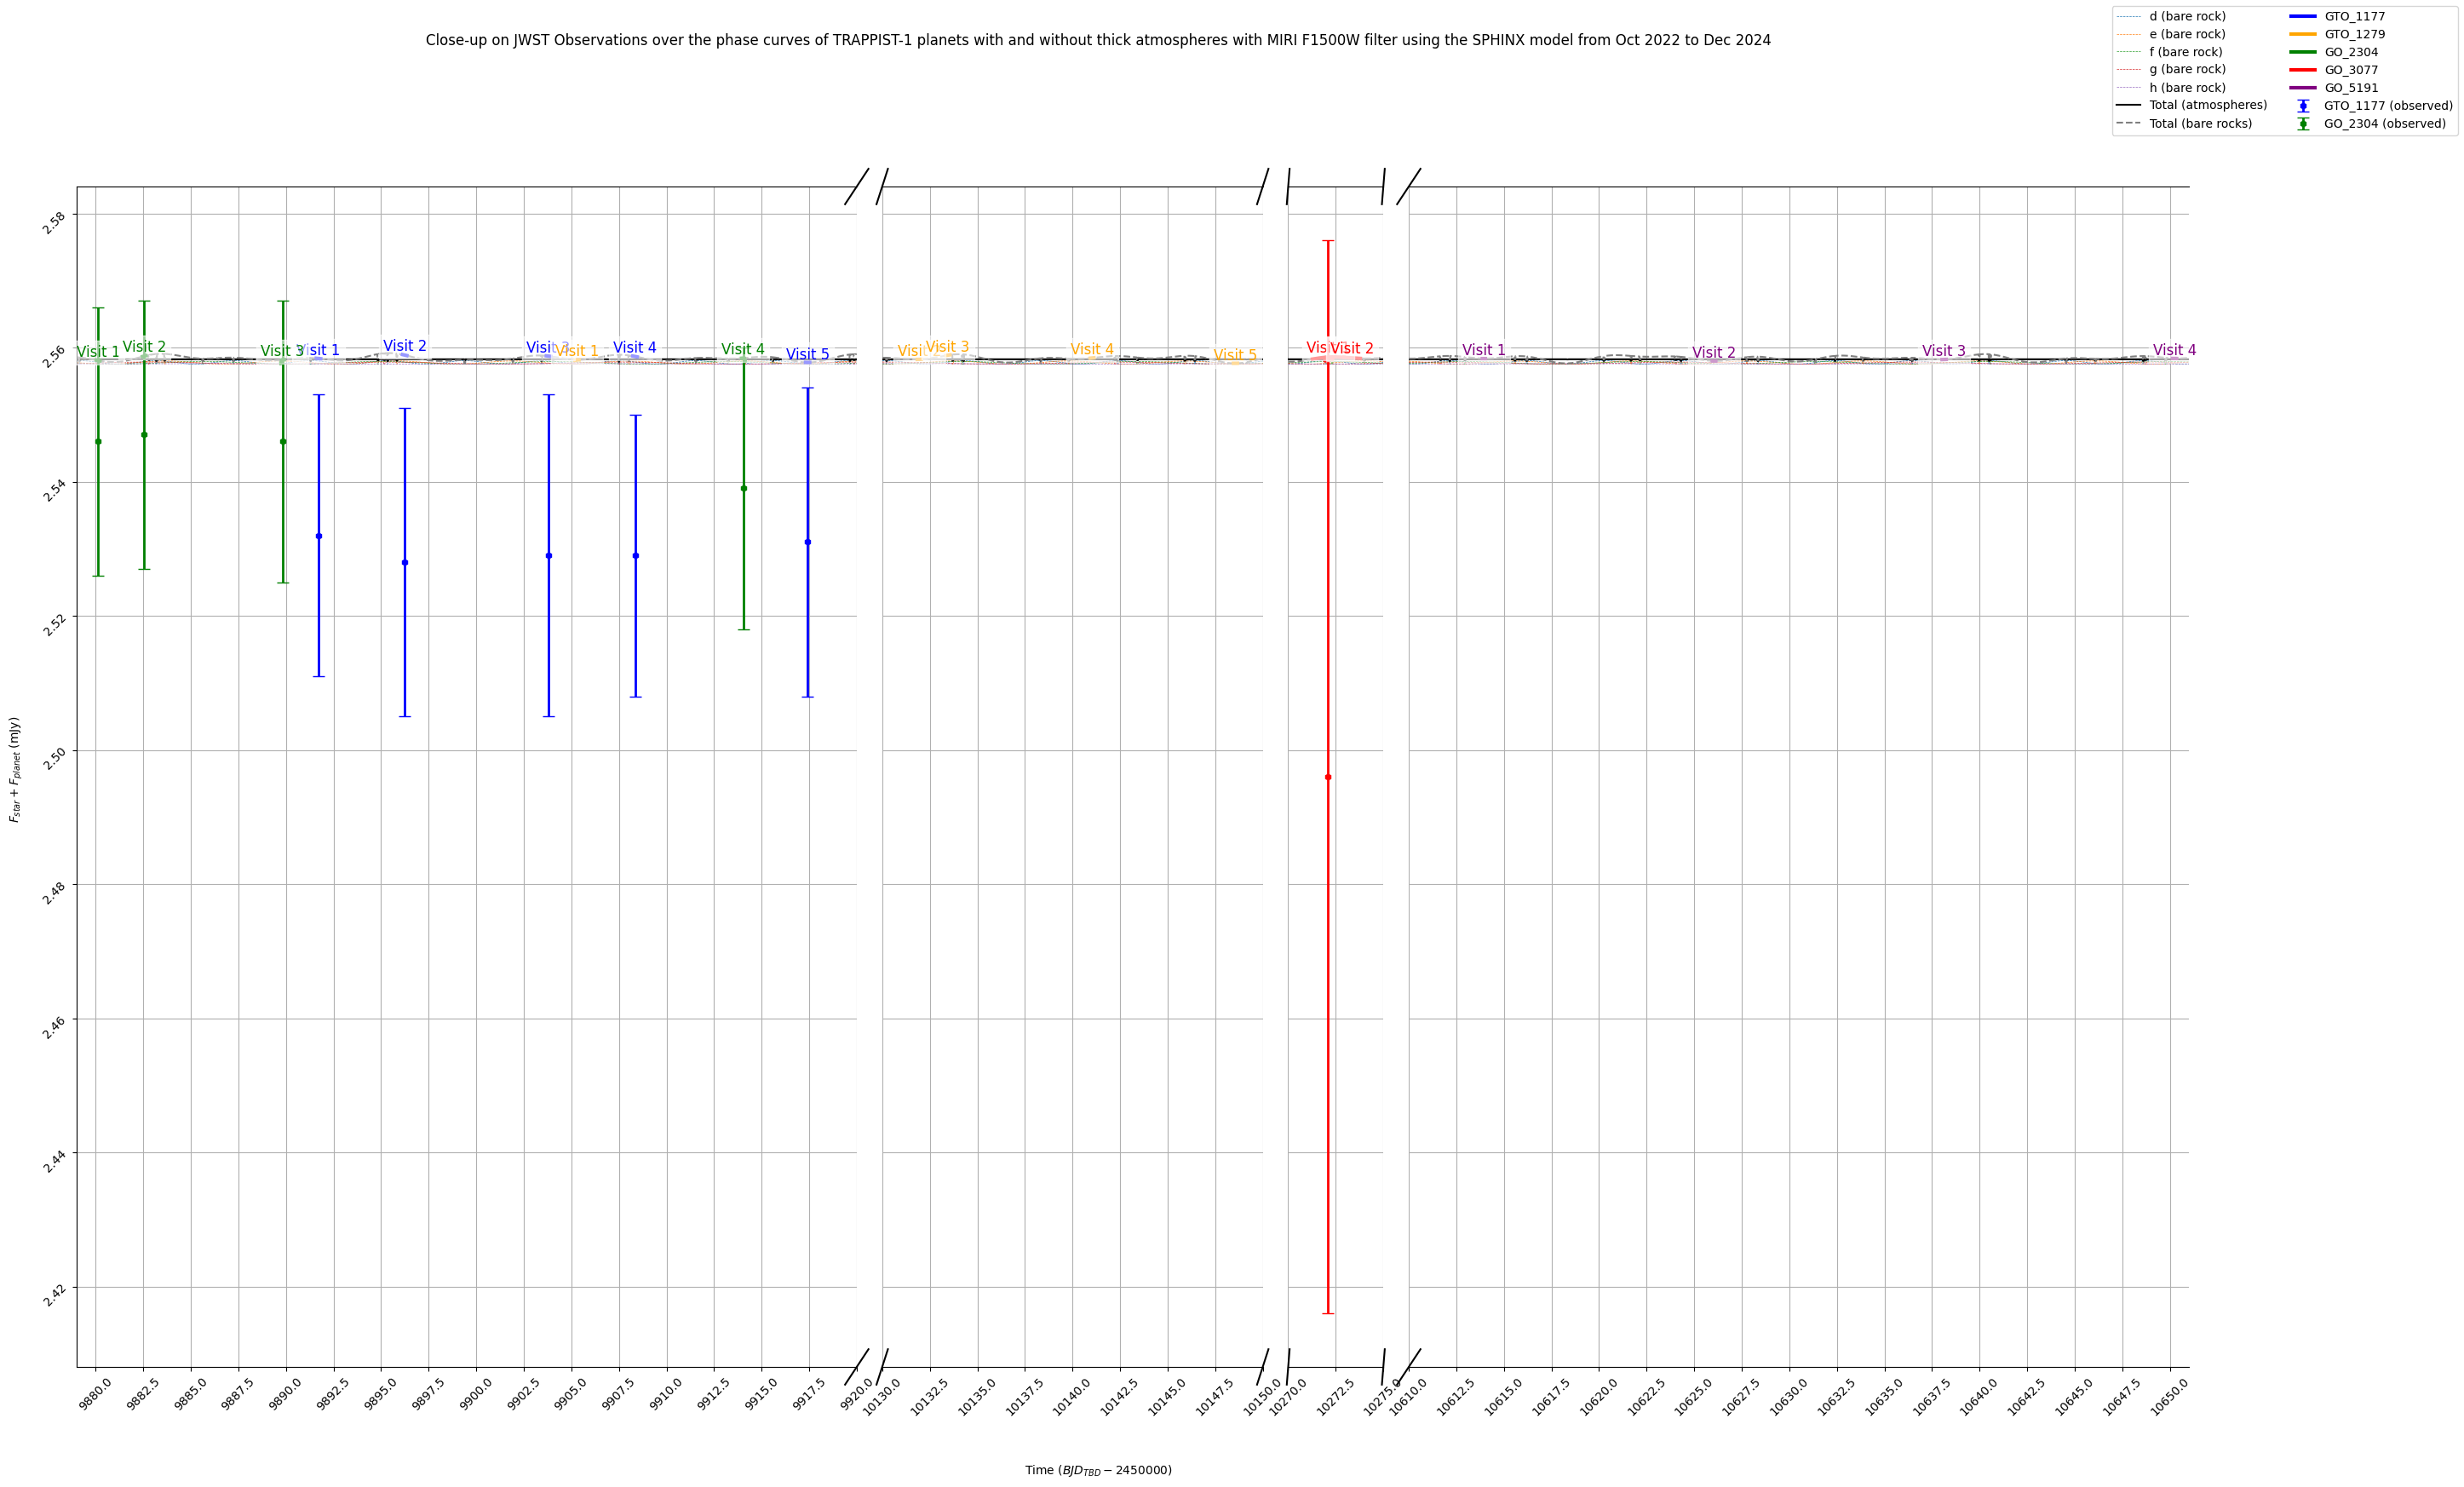 Close-up on JWST Observations over the phase curves of TRAPPIST-1 planets with and without thick atmospheres with MIRI F1500W filter using the SPHINX model from Oct 2022 to Dec 2024
d (bare rock)
e (bare rock)
f (bare rock)
g (bare rock)
h (bare rock)
Total (atmospheres)
Total (bare rocks)
GTO_1177
GTO_1279
GO_2304
GO_3077
GO_5191
GTO_1177 (observed)
GO_2304 (observed)
2.58
2.56
2.54
2.52
2.50
2.48
2.46
2.44
2.42
F_star + F_planet (mJy)
Visit 1
Visit 2
Visit 3
Visit 1
Visit 2
Visit 3
Visit 1
Visit 4
Visit 4
Visit 5
Visit 3
Visit 4
Visit 5
Visit 2
Visit 1
Visit 2
Visit 3
Visit 4
9880.0 9882.5 9885.0 9887.5 9890.0 9892.5 9895.0 9897.5 9900.0 9902.5 9905.0 9907.5 9910.0 9912.5 9915.0 9917.5 9920.0
10130.0 10132.5 10135.0 10137.5 10140.0 10142.5 10145.0 10147.5 10150.0
10270.0 10272.5 10275.0
10610.0 10612.5 10615.0 10617.5 10620.0 10622.5 10625.0 10627.5 10630.0 10632.5 10635.0 10637.5 10640.0 10642.5 10645.0 10647.5 10650.0
Time (BJD_TBD − 2450000)